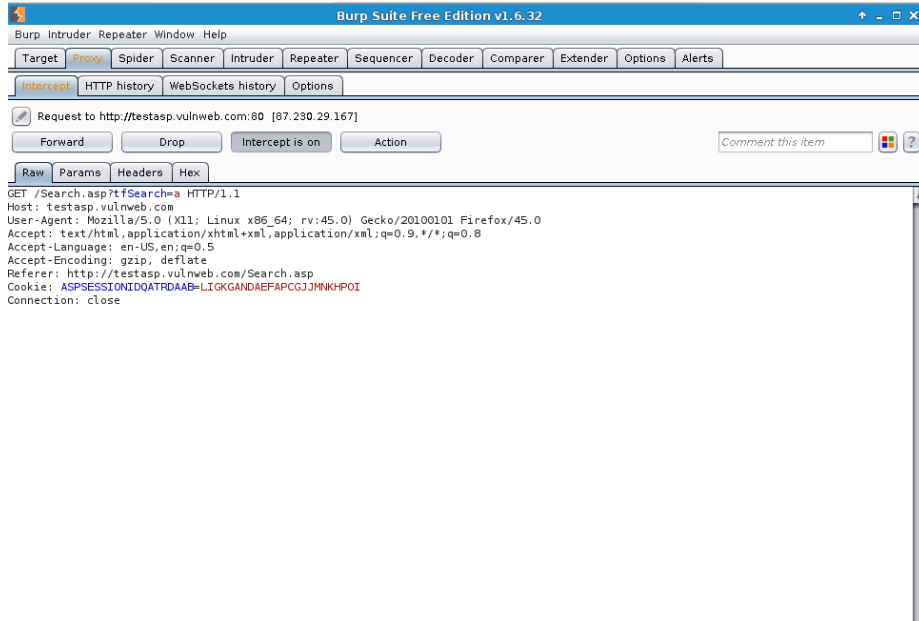 Burp Suite Free Edition v1.6.32
Burp Intruder Repeater Window Help
Target Proxy Spider Scanner Intruder Repeater Sequencer Decoder Comparer Extender Options Alerts
Intercept HTTP history WebSockets history Options
Request to http://testasp.vulnweb.com:80 [87.230.29.167]
Forward Drop Intercept is on Action Comment this item ?
Raw Params Headers Hex
GET /Search.asp?tfSearch=a HTTP/1.1
Host: testasp.vulnweb.com
User-Agent: Mozilla/5.0 (X11; Linux x86_64; rv:45.0) Gecko/20100101 Firefox/45.0
Accept: text/html,application/xhtml+xml,application/xml;q=0.9,*/*;q=0.8
Accept-Language: en-US,en;q=0.5
Accept-Encoding: gzip, deflate
Referer: http://testasp.vulnweb.com/Search.asp
Cookie: ASPSESSIONIDQATRDAAB=LIGKGANDAEFAPCGJJMNKHPOI
Connection: close